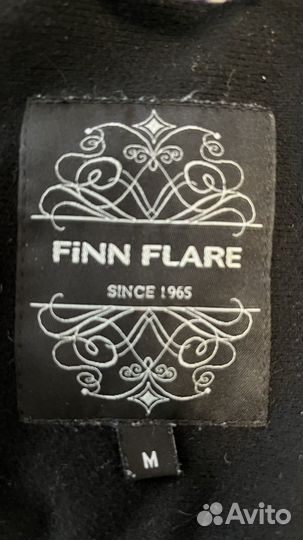 FiNN FLARE
SINCE 1965
M
Avito